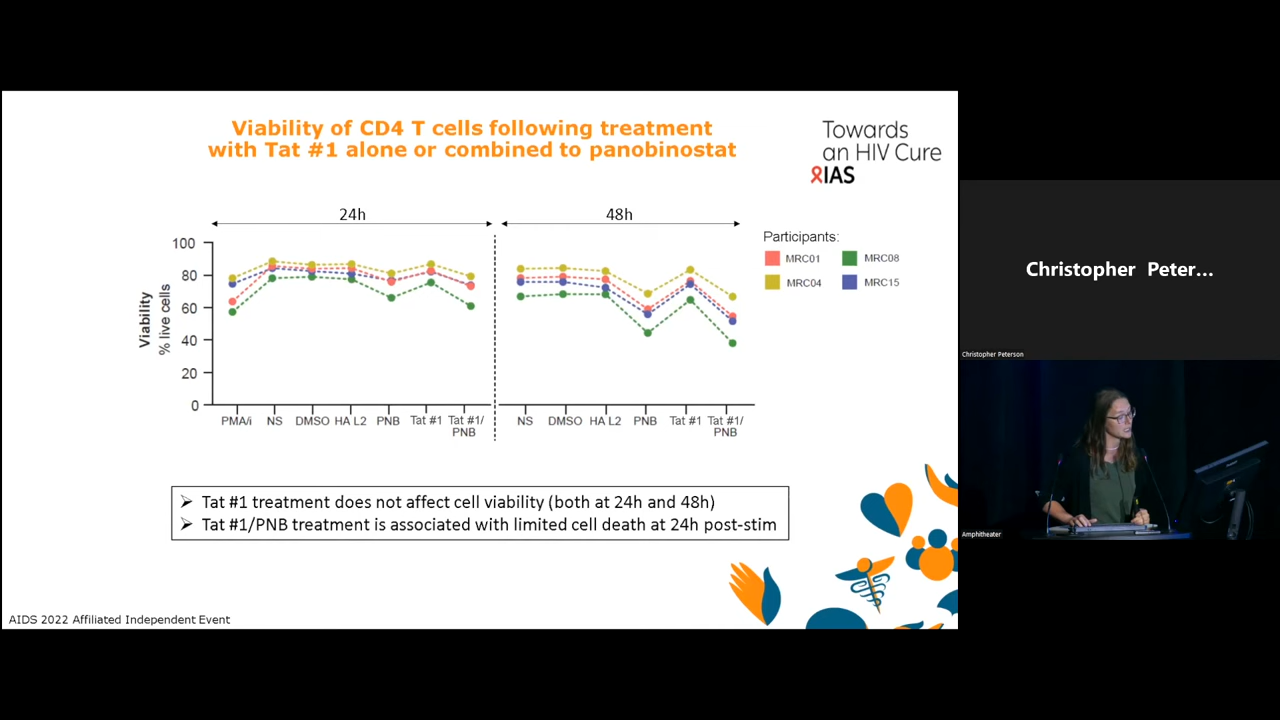 Viability of CD4 T cells following treatment
with Tat #1 alone or combined to panobinostat
Towards
an HIV Cure
IAS
24h
48h
Participants:
MRC01
MRC08
MRC04
MRC15
Viability
% live cells
100
80
60
40
20
0
PMA/i
NS
DMSO
HA L2
PNB
Tat #1
Tat #1/
PNB
NS
DMSO
HA L2
PNB
Tat #1
Tat #1/
PNB
Tat #1 treatment does not affect cell viability (both at 24h and 48h)
Tat #1/PNB treatment is associated with limited cell death at 24h post-stim
AIDS 2022 Affiliated Independent Event
Christopher Peter...
Christopher Peterson
Amphitheater